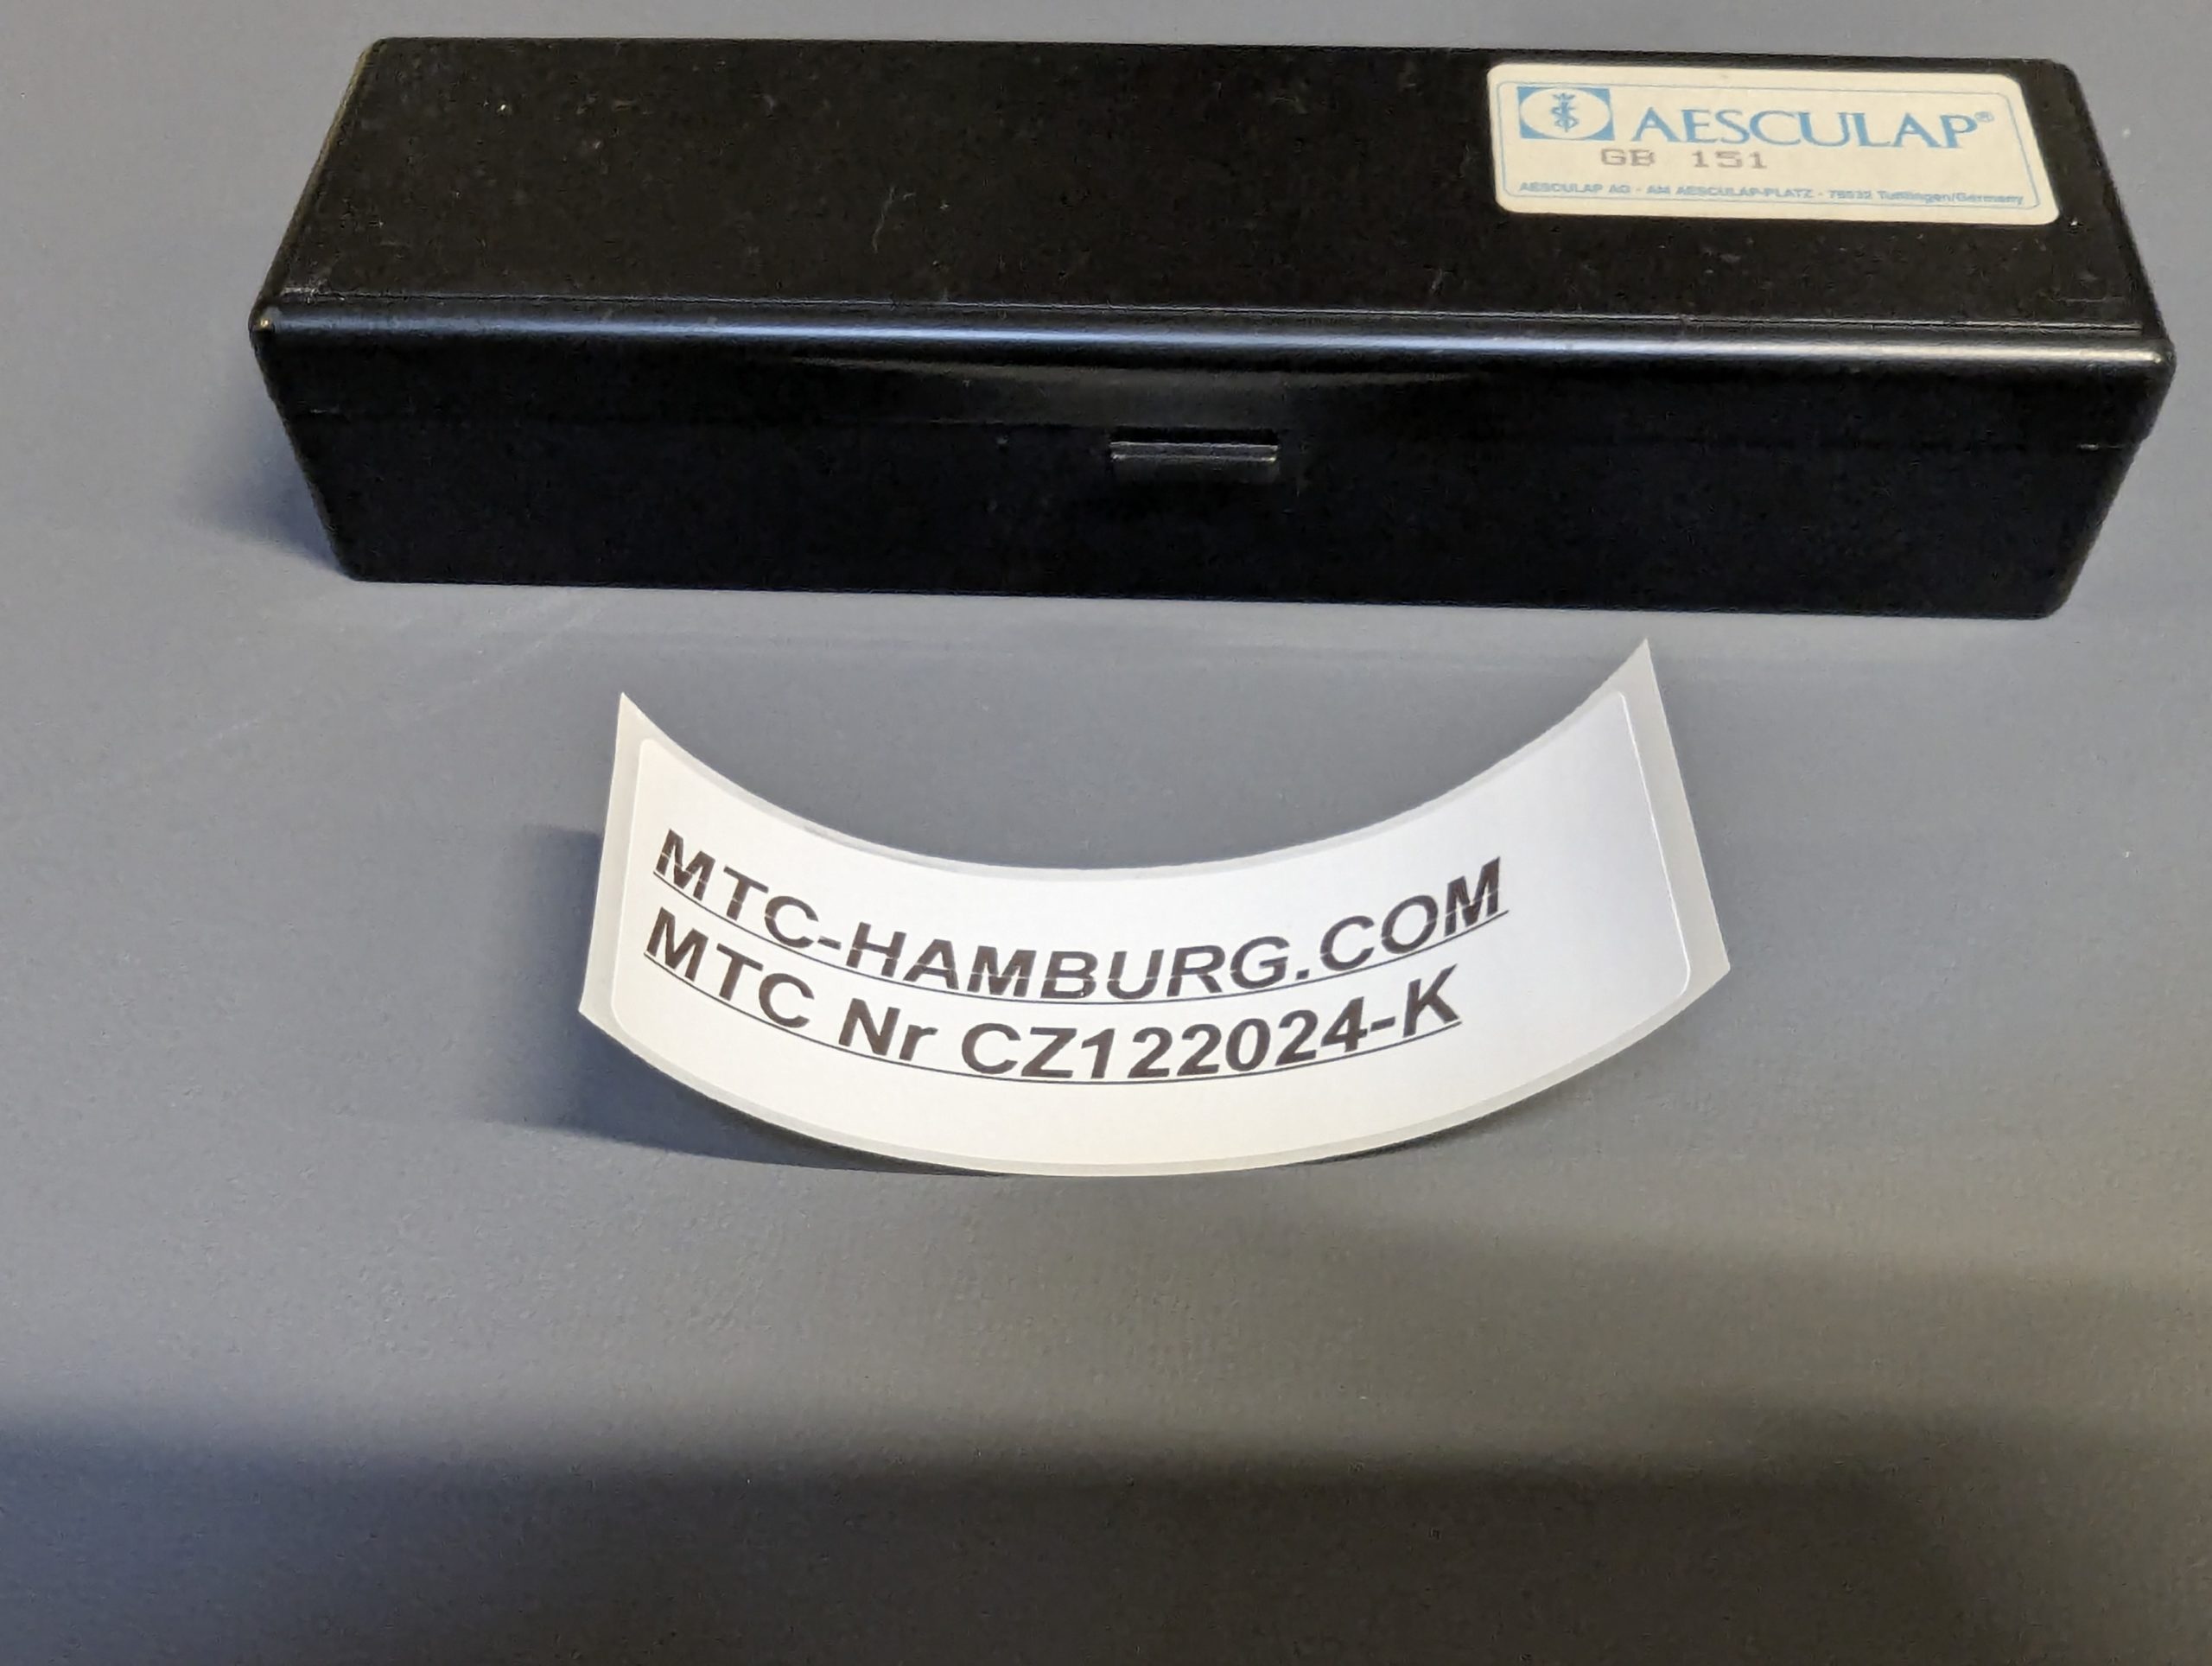 AESCULAP®
GB 151
AESCULAP AG - AM AESCULAP-PLATZ - 78532 Tuttlingen/Germany
MTC-HAMBURG.COM
MTC Nr CZ122024-K